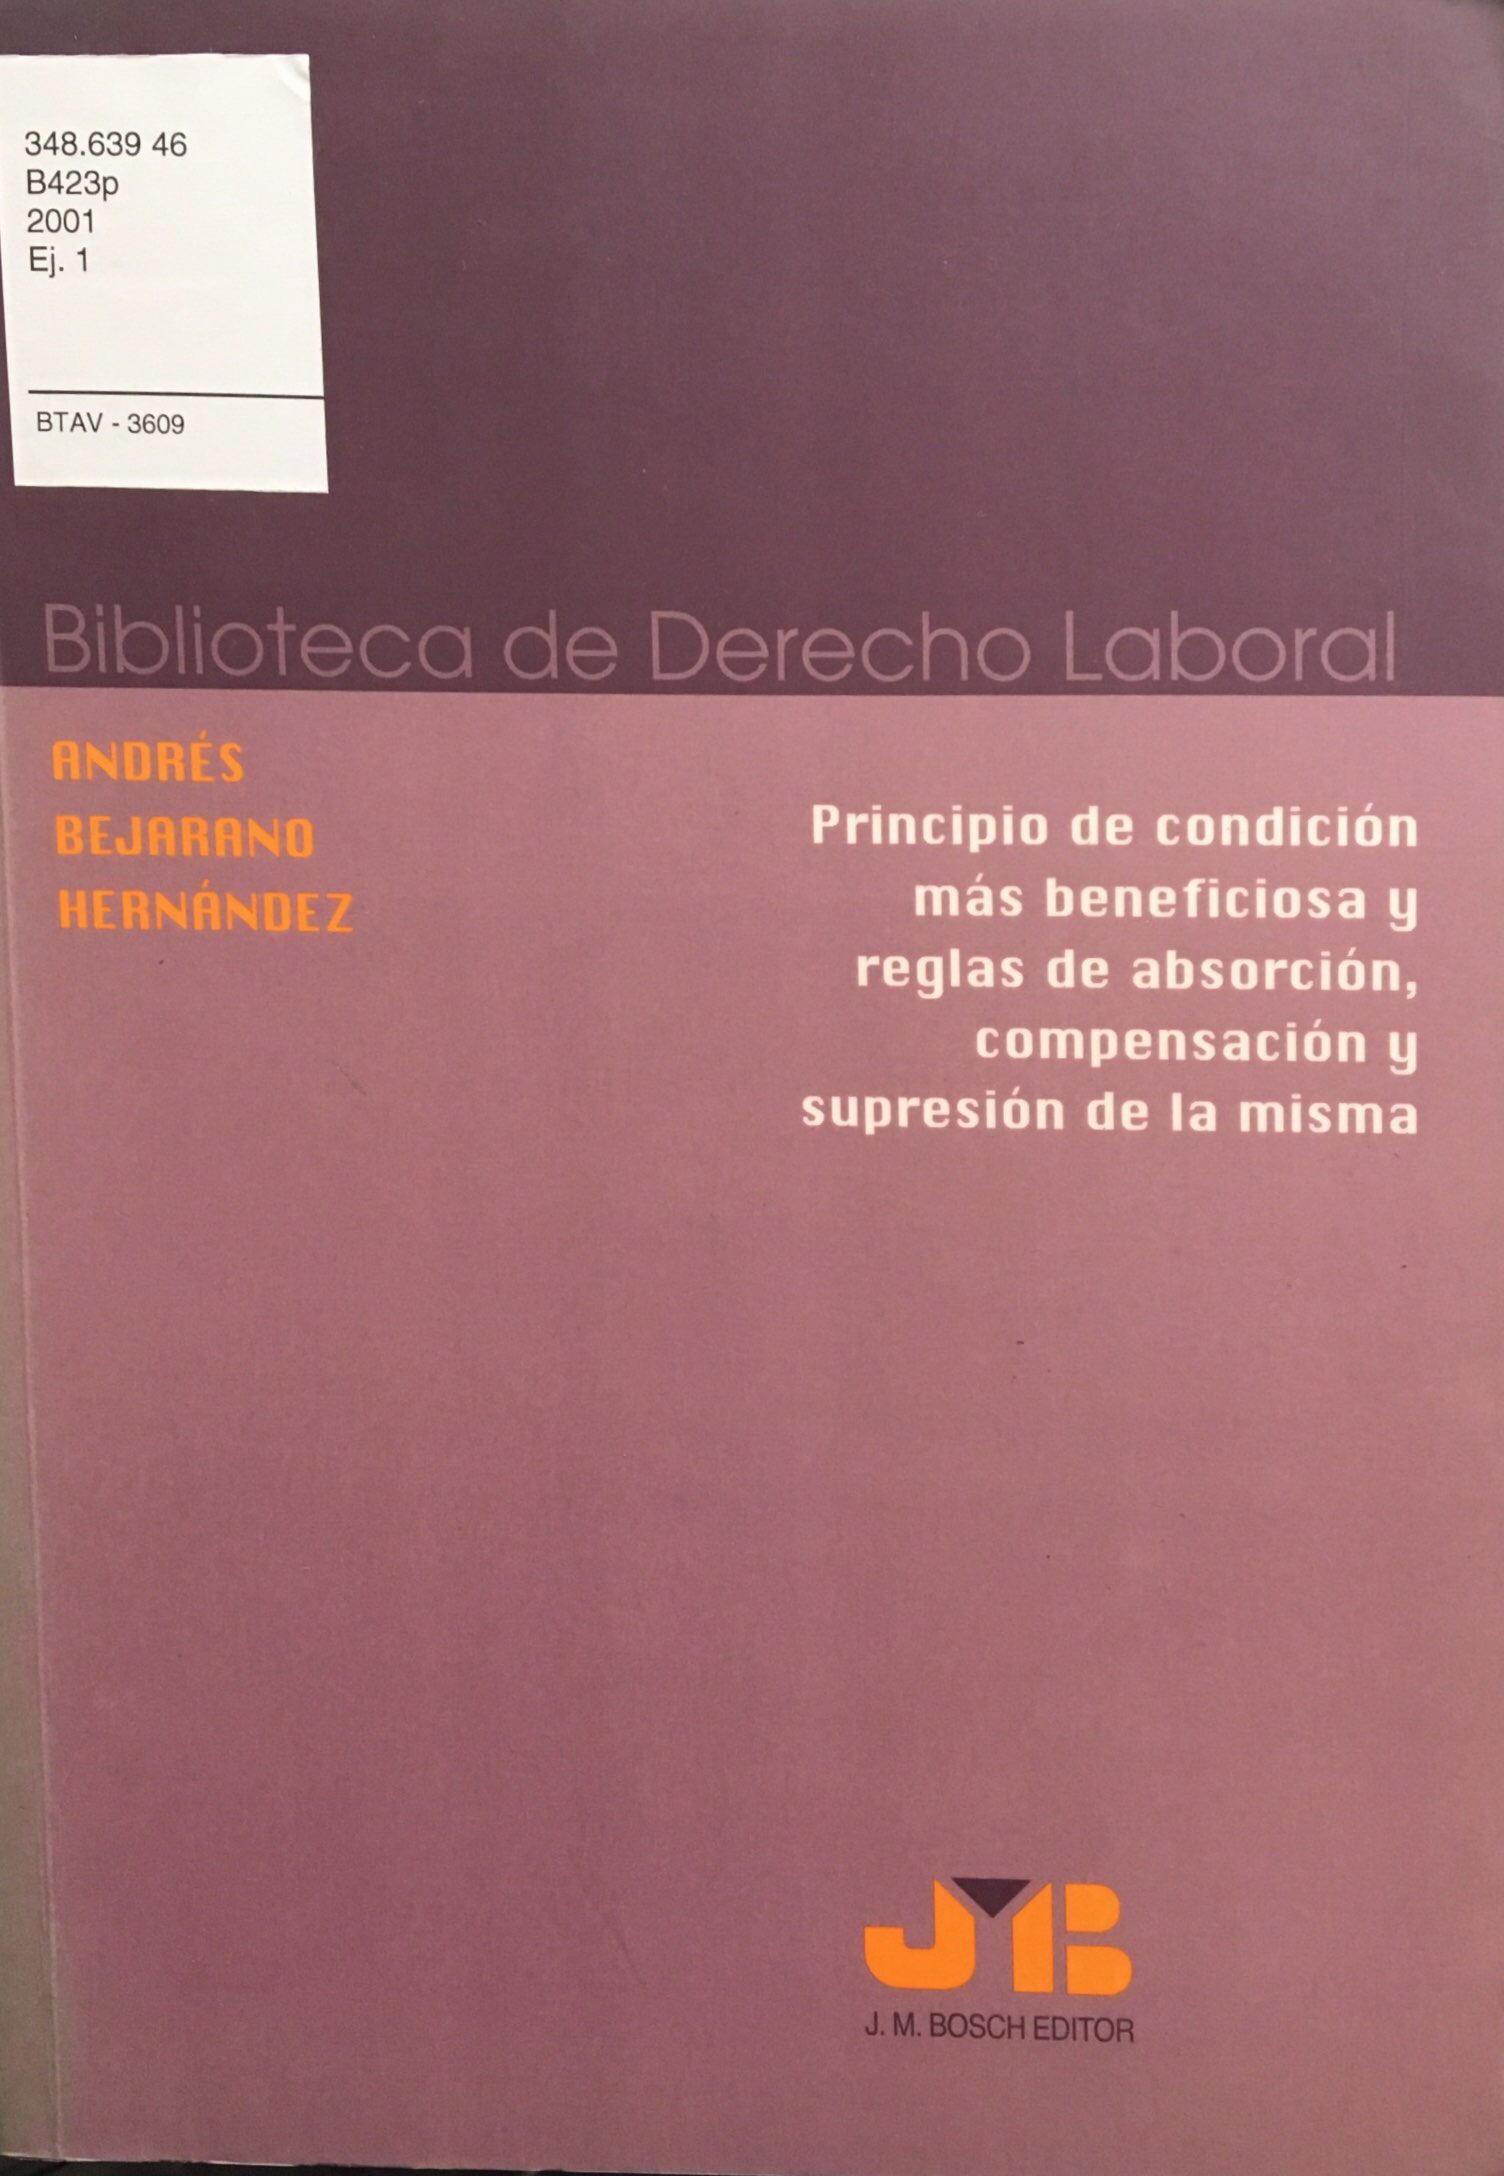 348.639 46
B423p
2001
Ej. 1
BTAV - 3609
Biblioteca de Derecho Laboral
ANDRÉS
BEJARANO
HERNÁNDEZ
Principio de condición
más beneficiosa y
reglas de absorción,
compensación y
supresión de la misma
JMB
J. M. BOSCH EDITOR